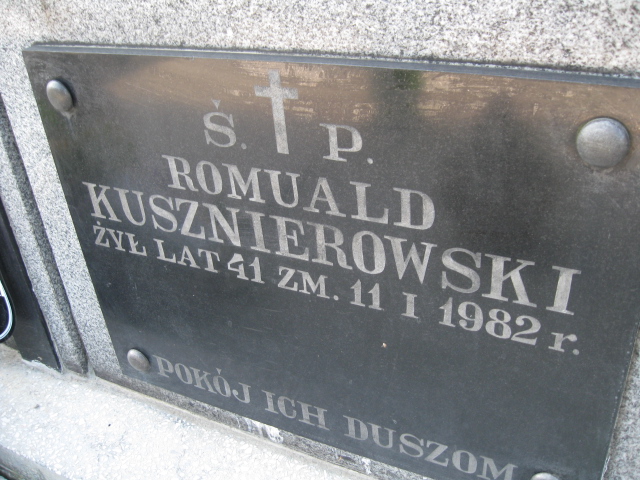 Ś. P.
ROMUALD
KUSZNIEROWSKI
ŻYŁ LAT 41 ZM. 11 I 1982 r.
POKÓJ ICH DUSZOM